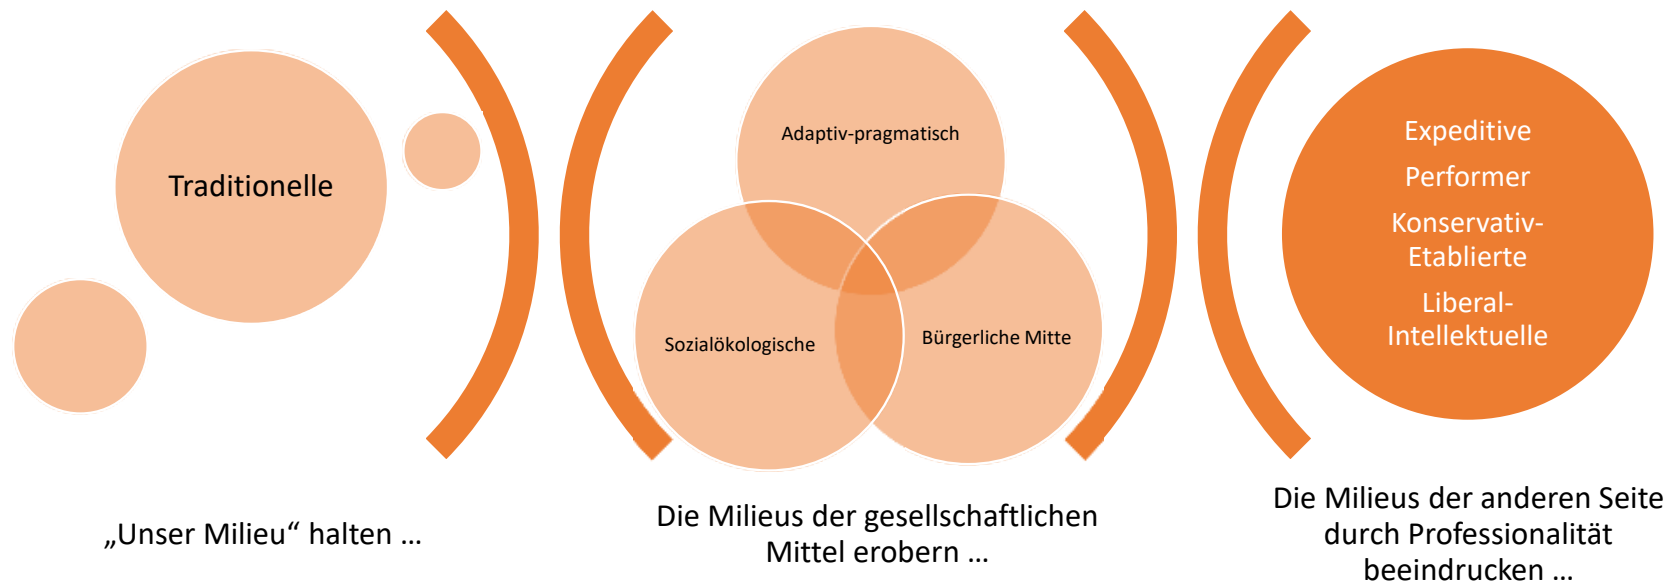 Traditionelle
„Unser Milieu“ halten …
Adaptiv-pragmatisch
Sozialökologische
Bürgerliche Mitte
Die Milieus der gesellschaftlichen
Mittel erobern …
Expeditive
Performer
Konservativ-
Etablierte
Liberal-
Intellektuelle
Die Milieus der anderen Seite
durch Professionalität
beeindrucken …